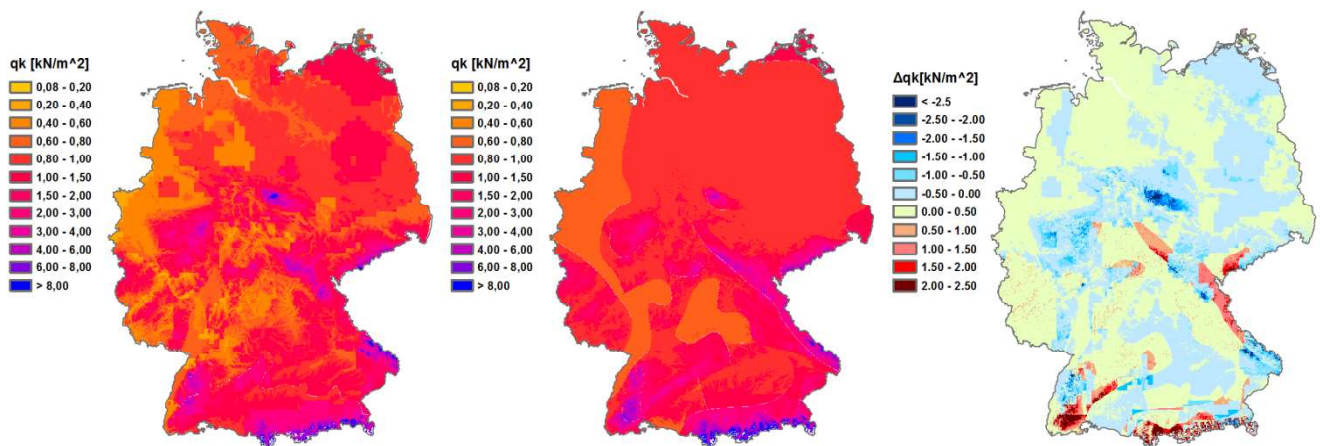 qk [kN/m^2]
0,08 - 0,20
0,20 - 0,40
0,40 - 0,60
0,60 - 0,80
0,80 - 1,00
1,00 - 1,50
1,50 - 2,00
2,00 - 3,00
3,00 - 4,00
4,00 - 6,00
6,00 - 8,00
> 8,00
qk [kN/m^2]
0,08 - 0,20
0,20 - 0,40
0,40 - 0,60
0,60 - 0,80
0,80 - 1,00
1,00 - 1,50
1,50 - 2,00
2,00 - 3,00
3,00 - 4,00
4,00 - 6,00
6,00 - 8,00
> 8,00
Δqk[kN/m^2]
< -2.5
-2.50 - -2.00
-2.00 - -1.50
-1.50 - -1.00
-1.00 - -0.50
-0.50 - 0.00
0.00 - 0.50
0.50 - 1.00
1.00 - 1.50
1.50 - 2.00
2.00 - 2.50